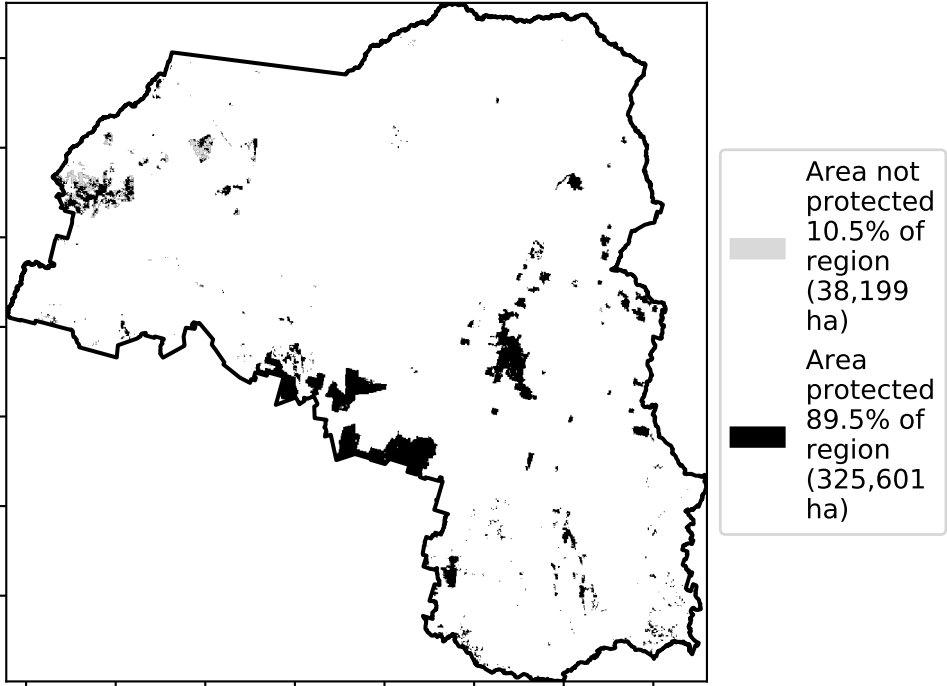 Area not
protected
10.5% of
region
(38,199
ha)
Area
protected
89.5% of
region
(325,601
ha)